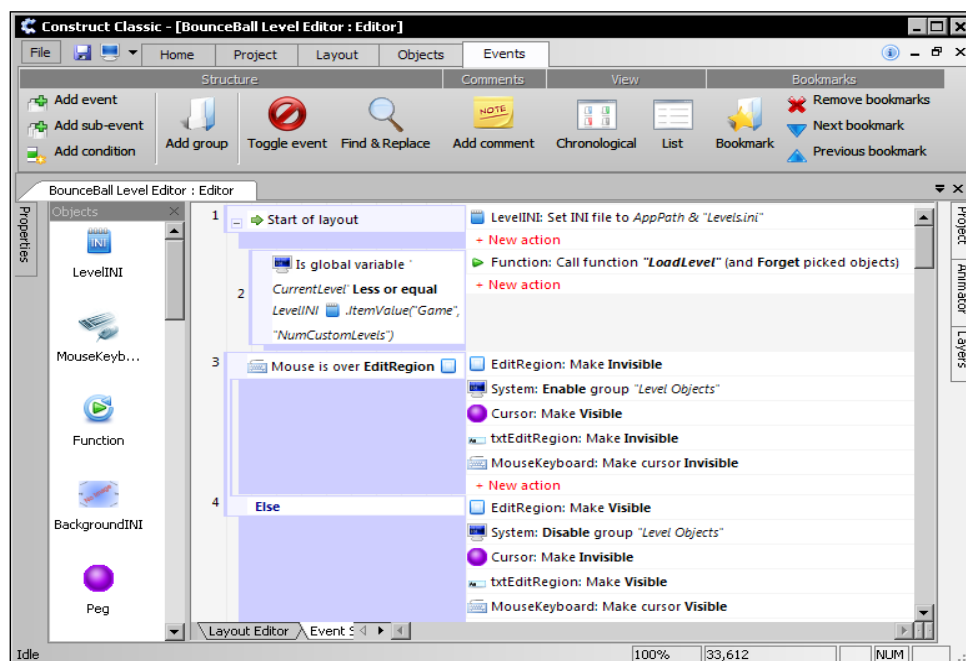 Construct Classic - [BounceBall Level Editor : Editor]
File Home Project Layout Objects Events
Structure Comments View Bookmarks
Add event
Add sub-event
Add condition
Add group
Toggle event
Find & Replace
NOTE
Add comment
Chronological
List
Bookmark
Remove bookmarks
Next bookmark
Previous bookmark
BounceBall Level Editor : Editor
Properties
Objects
INI
LevelINI
MouseKeyb...
Function
BackgroundINI
Peg
1 Start of layout
LevelINI: Set INI file to AppPath & "Levels.ini"
+ New action
2 Is global variable '
CurrentLevel' Less or equal
LevelINI .ItemValue("Game",
"NumCustomLevels")
Function: Call function "LoadLevel" (and Forget picked objects)
+ New action
3 Mouse is over EditRegion
EditRegion: Make Invisible
System: Enable group "Level Objects"
Cursor: Make Visible
txtEditRegion: Make Invisible
MouseKeyboard: Make cursor Invisible
+ New action
4 Else
EditRegion: Make Visible
System: Disable group "Level Objects"
Cursor: Make Invisible
txtEditRegion: Make Visible
MouseKeyboard: Make cursor Visible
Project
Animator
Layers
Layout Editor Event S
Idle 100% 33,612 NUM